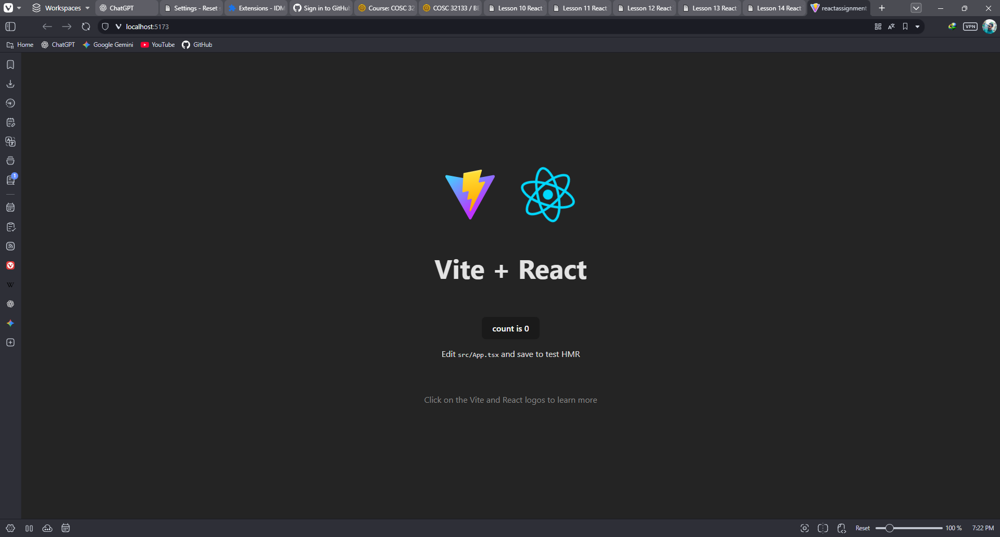 Workspaces
ChatGPT
Settings - Reset
Extensions - IDM
Sign in to GitHu
Course: COSC 32
COSC 32133 / BE
Lesson 10 React
Lesson 11 React
Lesson 12 React
Lesson 13 React
Lesson 14 React
reactassignment
localhost:5173
VPN
Home
ChatGPT
Google Gemini
YouTube
GitHub
1
W
Vite + React
count is 0
Edit src/App.tsx and save to test HMR
Click on the Vite and React logos to learn more
Reset
100 %
7:22 PM